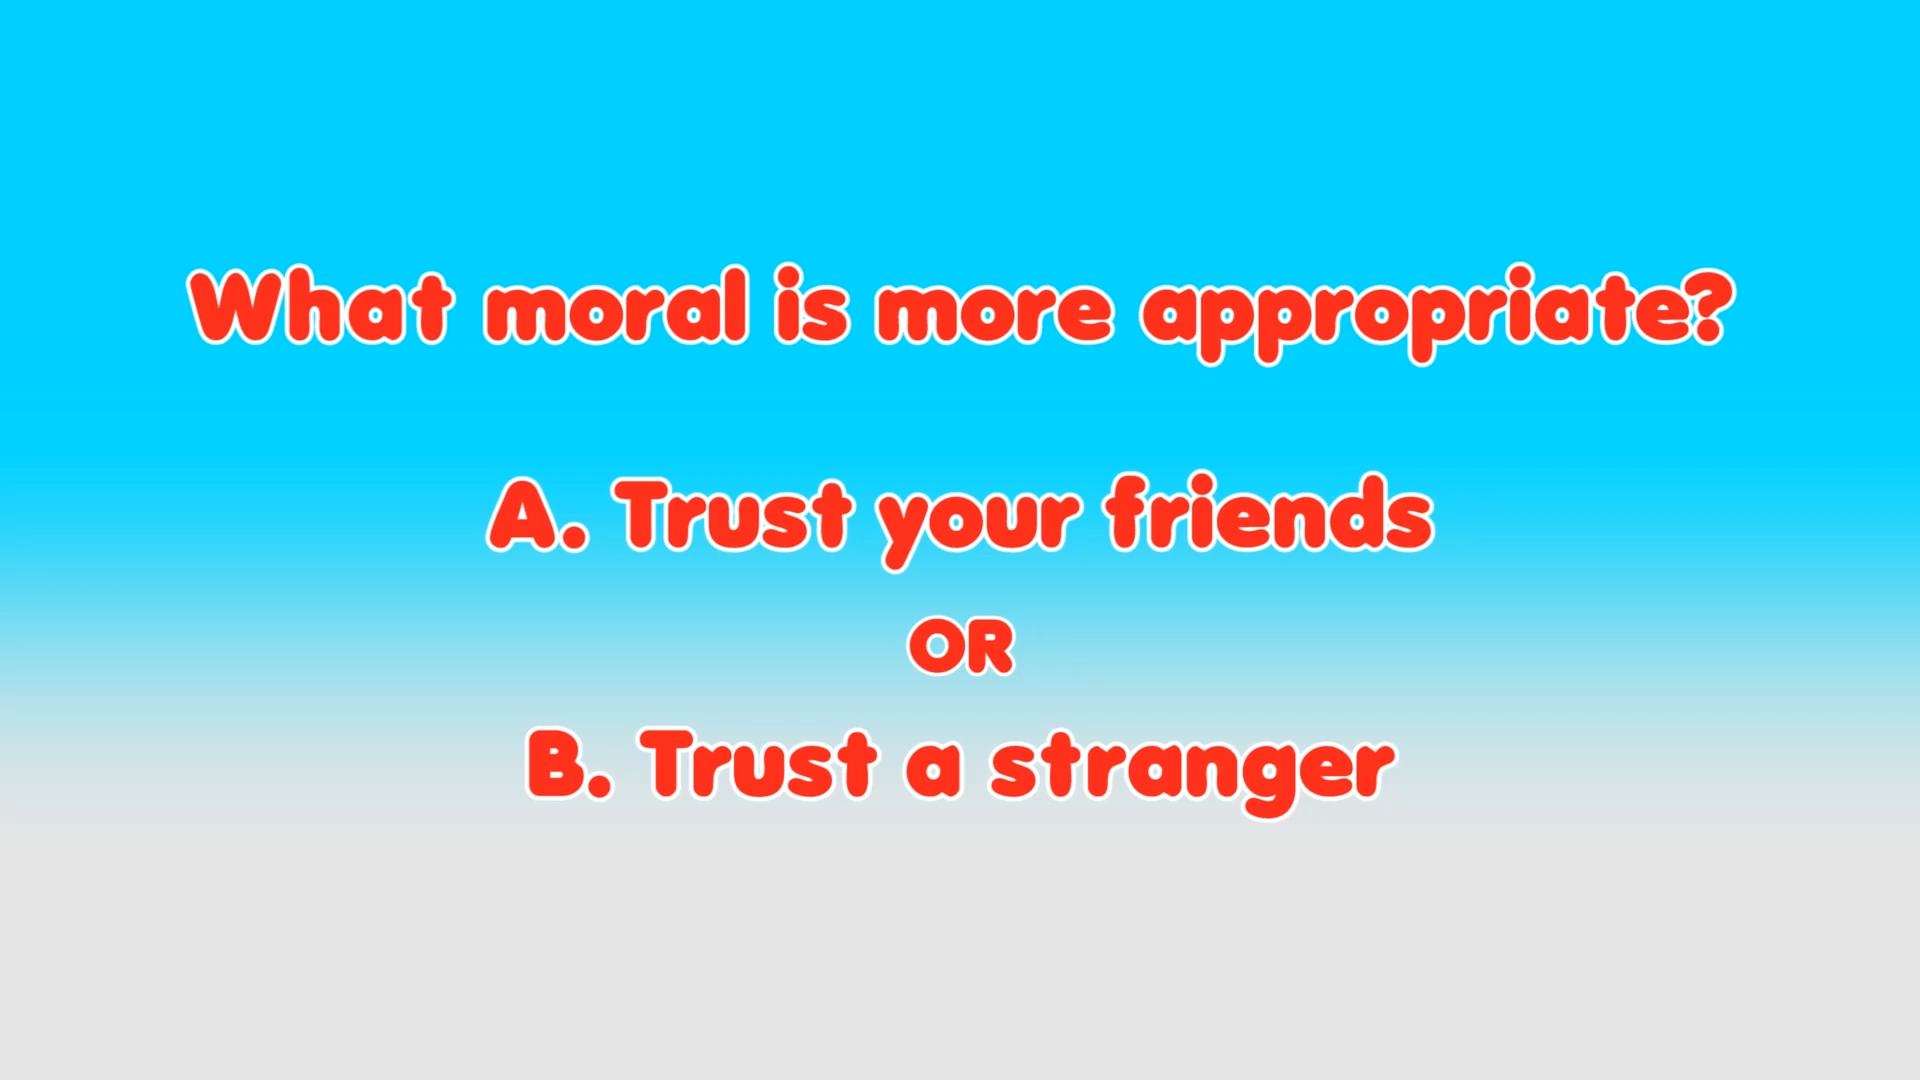 What moral is more appropriate?
A. Trust your friends
OR
B. Trust a stranger